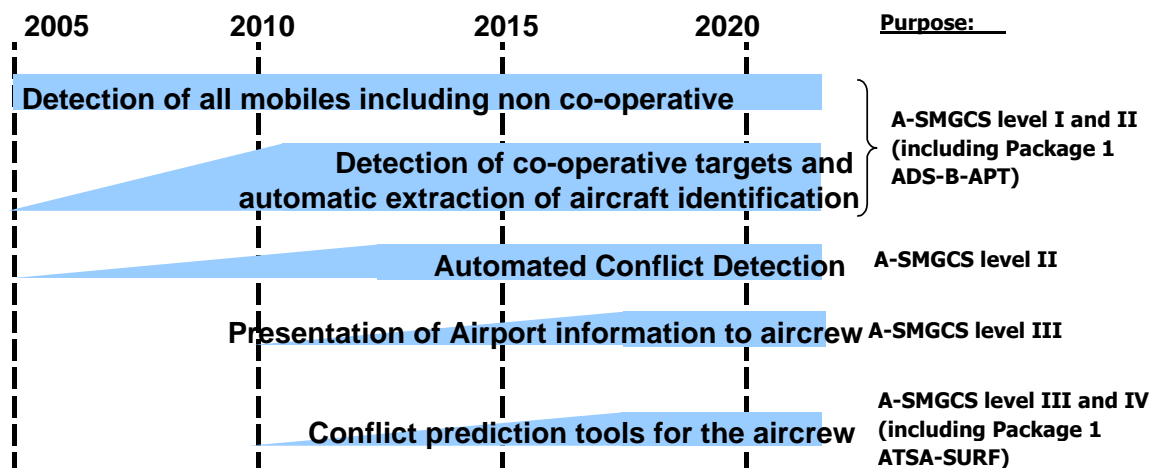 2005 2010 2015 2020 Purpose:
Detection of all mobiles including non co-operative
A-SMGCS level I and II
(including Package 1
ADS-B-APT)
Detection of co-operative targets and
automatic extraction of aircraft identification
Automated Conflict Detection
A-SMGCS level II
Presentation of Airport information to aircrew
A-SMGCS level III
Conflict prediction tools for the aircrew
A-SMGCS level III and IV
(including Package 1
ATSA-SURF)